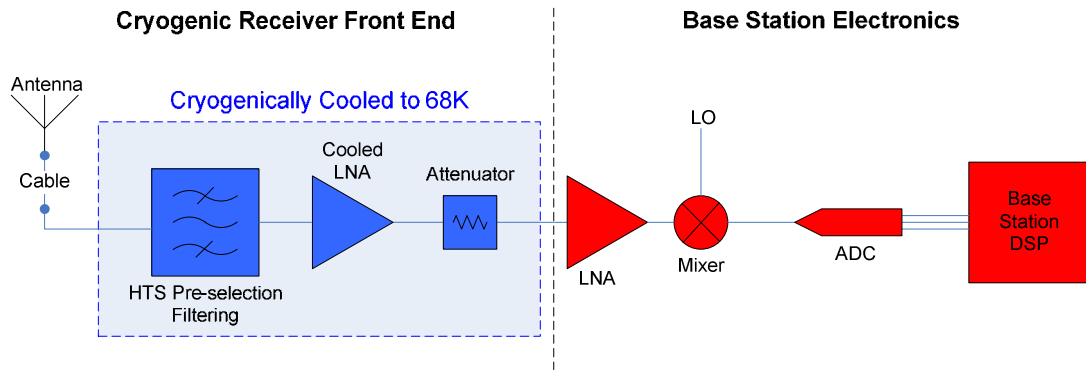 Cryogenic Receiver Front End
Base Station Electronics
Antenna
Cryogenically Cooled to 68K
Cable
Cooled
LNA
Attenuator
HTS Pre-selection
Filtering
LO
LNA
Mixer
ADC
Base
Station
DSP